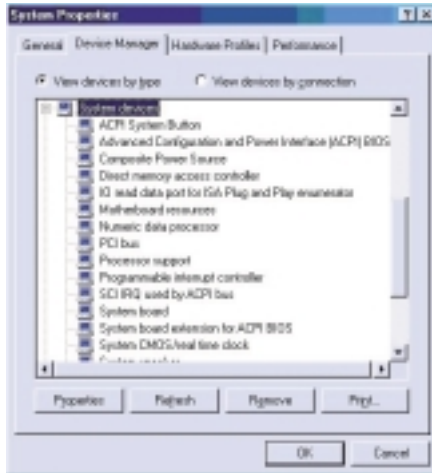 System Properties
General Device Manager Hardware Profiles Performance
View devices by type View devices by connection
System devices
ACPI System Button
Advanced Configuration and Power Interface (ACPI) BIOS
Composite Power Source
Direct memory access controller
IO read data port for ISA Plug and Play enumerator
Motherboard resources
Numeric data processor
PCI bus
Processor support
Programmable interrupt controller
SCI IRQ used by ACPI bus
System board
System board extension for ACPI BIOS
System CMOS/real time clock
System speaker
Properties Refresh Remove Print...
OK Cancel